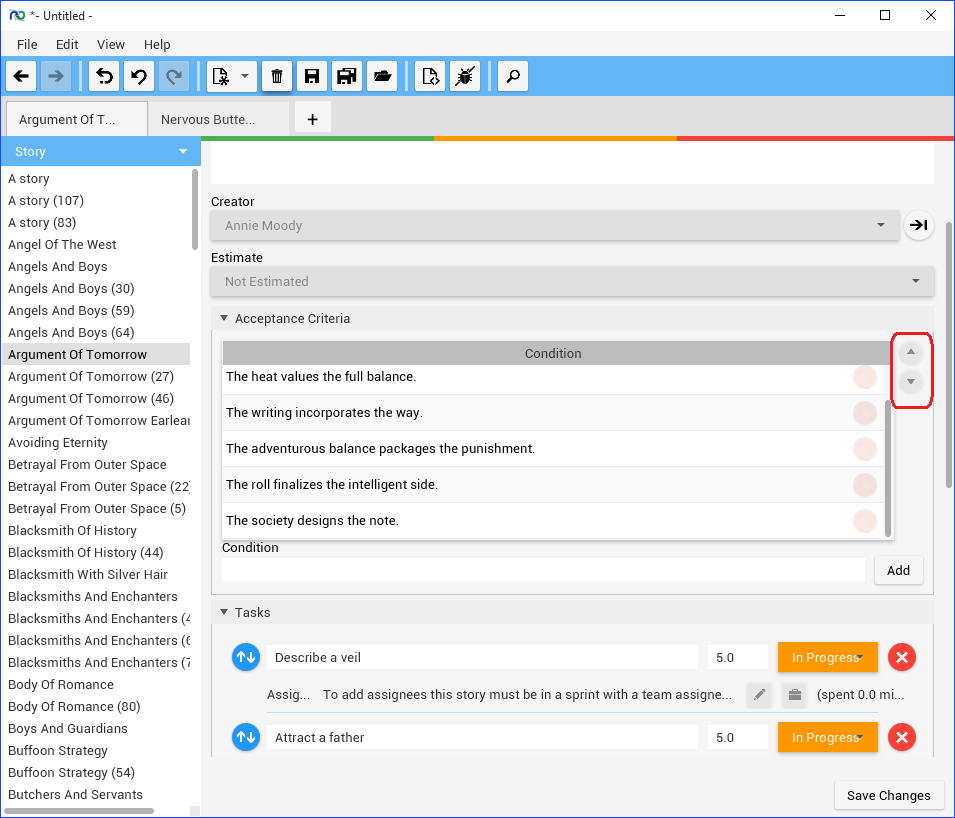 *- Untitled -
File Edit View Help
Argument Of T... Nervous Butte... +
Story
A story
A story (107)
A story (83)
Angel Of The West
Angels And Boys
Angels And Boys (30)
Angels And Boys (59)
Angels And Boys (64)
Argument Of Tomorrow
Argument Of Tomorrow (27)
Argument Of Tomorrow (46)
Argument Of Tomorrow Earlear
Avoiding Eternity
Betrayal From Outer Space
Betrayal From Outer Space (22
Betrayal From Outer Space (5)
Blacksmith Of History
Blacksmith Of History (44)
Blacksmith With Silver Hair
Blacksmiths And Enchanters
Blacksmiths And Enchanters (4
Blacksmiths And Enchanters (6
Blacksmiths And Enchanters (7
Body Of Romance
Body Of Romance (80)
Boys And Guardians
Buffoon Strategy
Buffoon Strategy (54)
Butchers And Servants
Creator
Annie Moody
Estimate
Not Estimated
Acceptance Criteria
Condition
The heat values the full balance.
The writing incorporates the way.
The adventurous balance packages the punishment.
The roll finalizes the intelligent side.
The society designs the note.
Condition
Add
Tasks
Describe a veil 5.0 In Progress
Assig... To add assignees this story must be in a sprint with a team assigne... (spent 0.0 mi...
Attract a father 5.0 In Progress
Save Changes